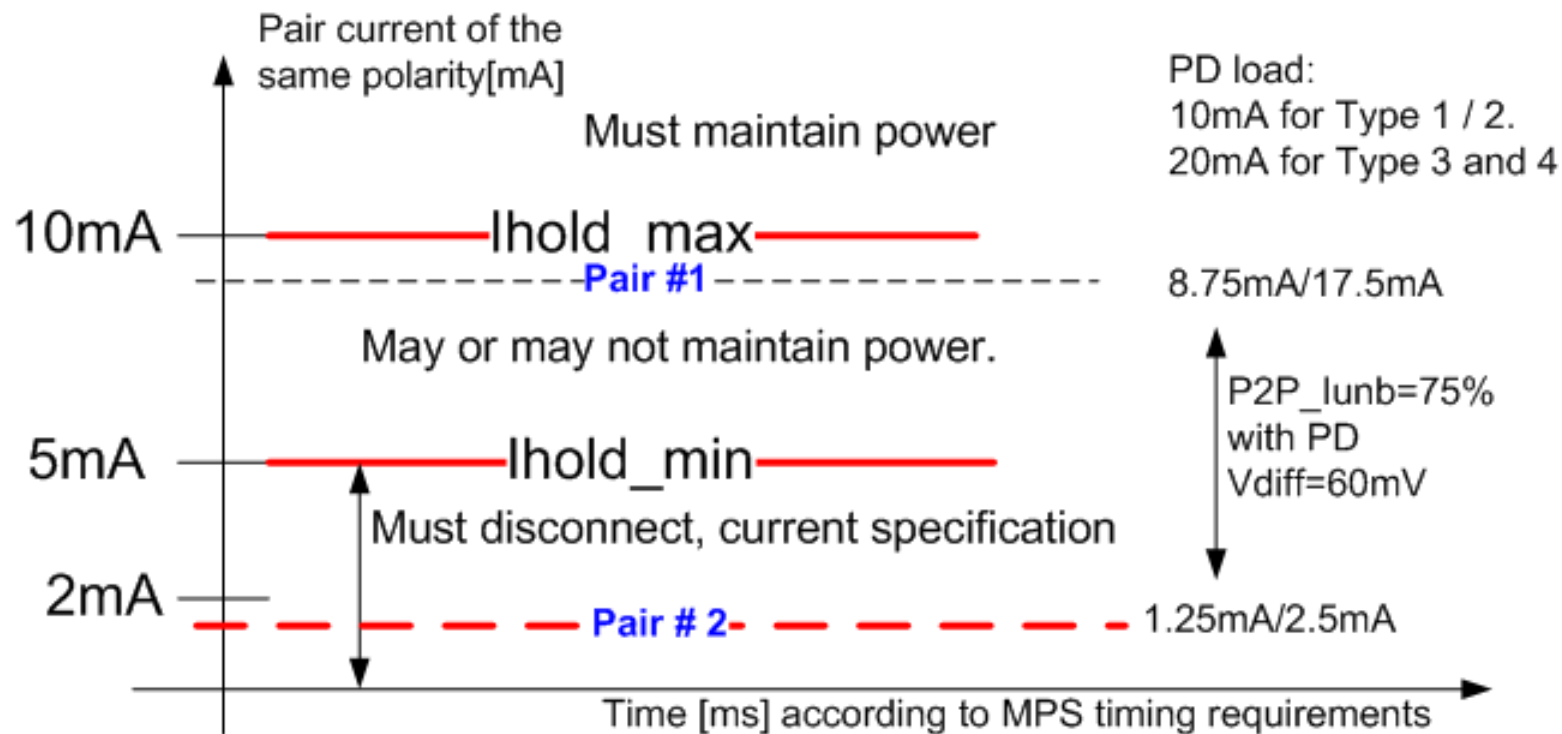 Pair current of the
same polarity[mA]
PD load:
10mA for Type 1 / 2.
20mA for Type 3 and 4
Must maintain power
10mA
Ihold_max
Pair #1
8.75mA/17.5mA
May or may not maintain power.
P2P_Iunb=75%
with PD
Vdiff=60mV
5mA
Ihold_min
Must disconnect, current specification
2mA
Pair # 2
1.25mA/2.5mA
Time [ms] according to MPS timing requirements